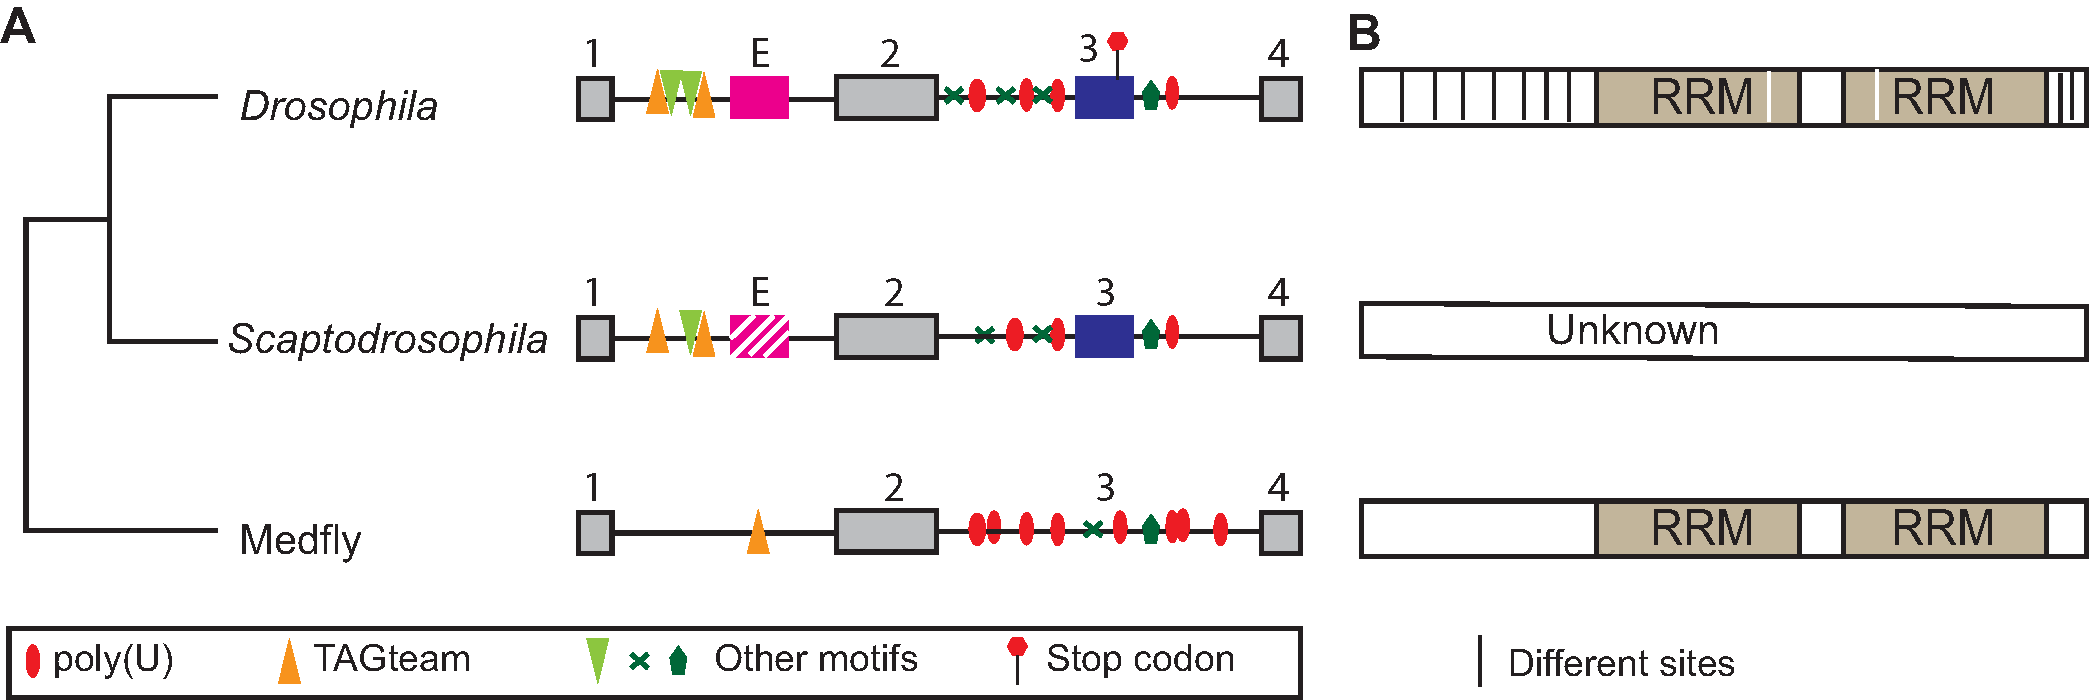 A B
1 E 2 3 4
Drosophila RRM RRM
1 E 2 3 4
Scaptodrosophila Unknown
1 2 3 4
Medfly RRM RRM
poly(U) TAGteam Other motifs Stop codon Different sites